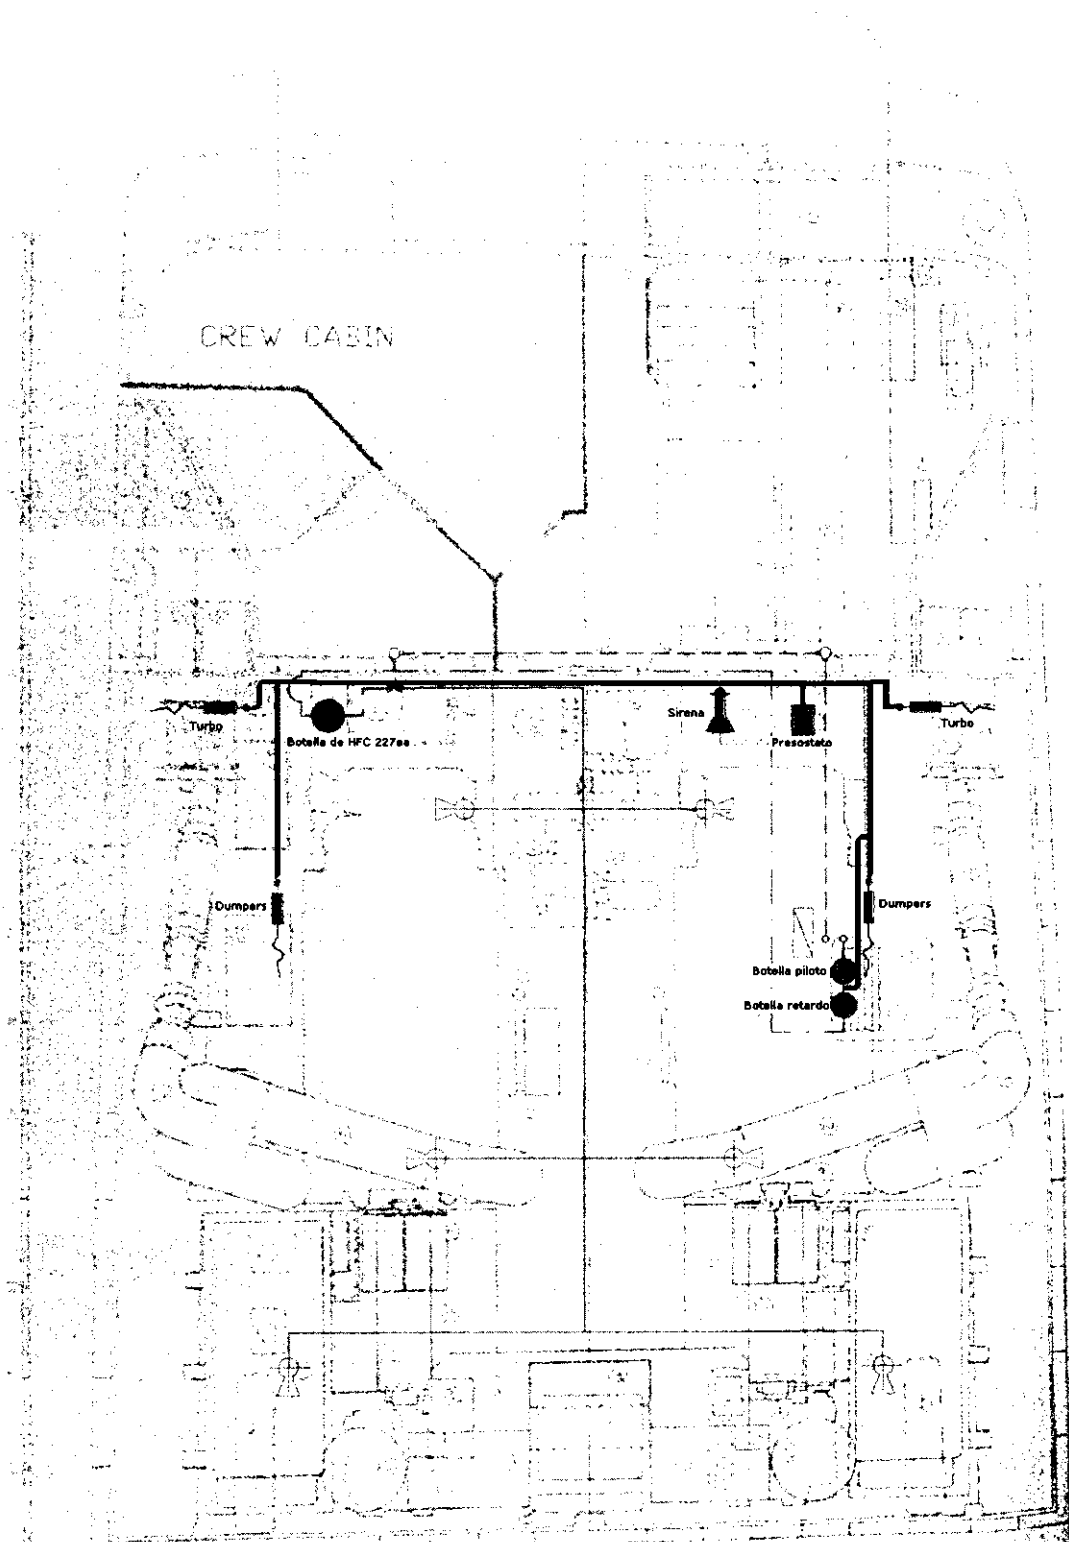 CREW CABIN
Sirena
Turbo
Turbo
Botella de HFC 227ea
Presostato
Dumpers
Dumpers
Botella piloto
Botella retardo